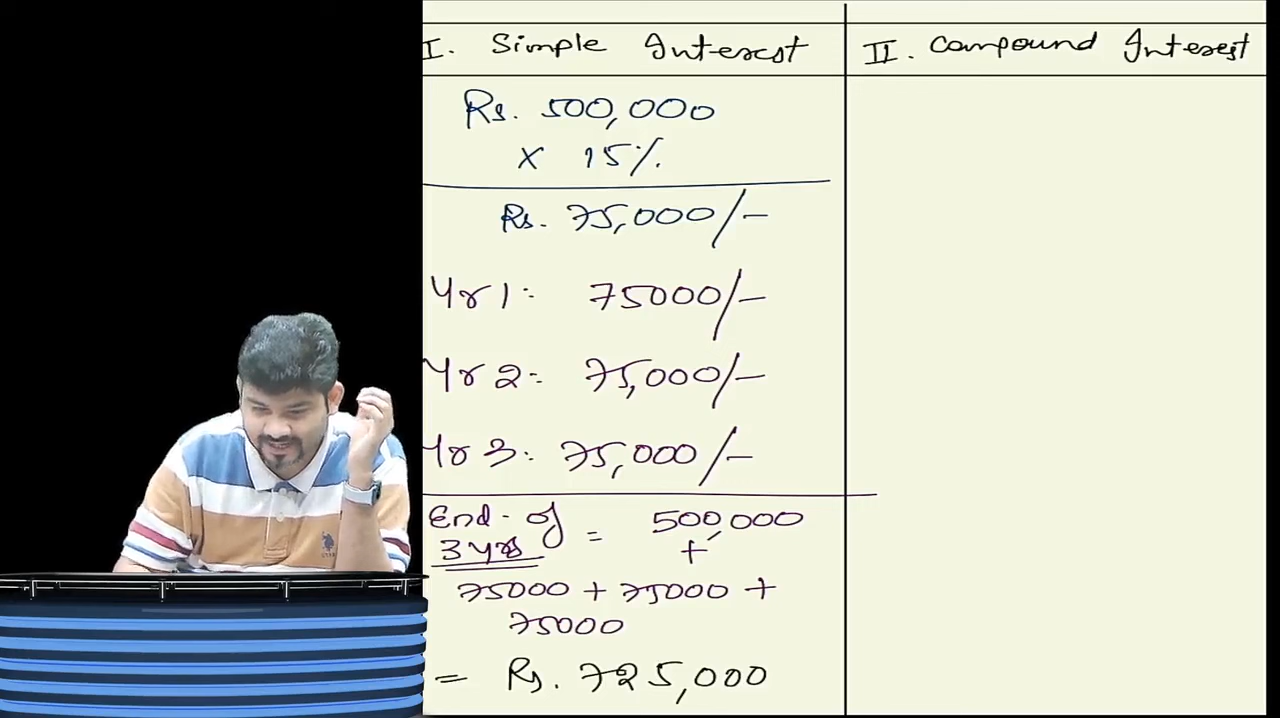 I. Simple Interest
II. Compound Interest
Rs. 500,000
x 15%
Rs. 75,000/-
Yr 1:- 75000/-
Yr 2:- 75,000/-
Yr 3:- 75,000/-
End of = 500,000
3 yrs +
75000 + 75000 +
75000
= Rs. 725,000